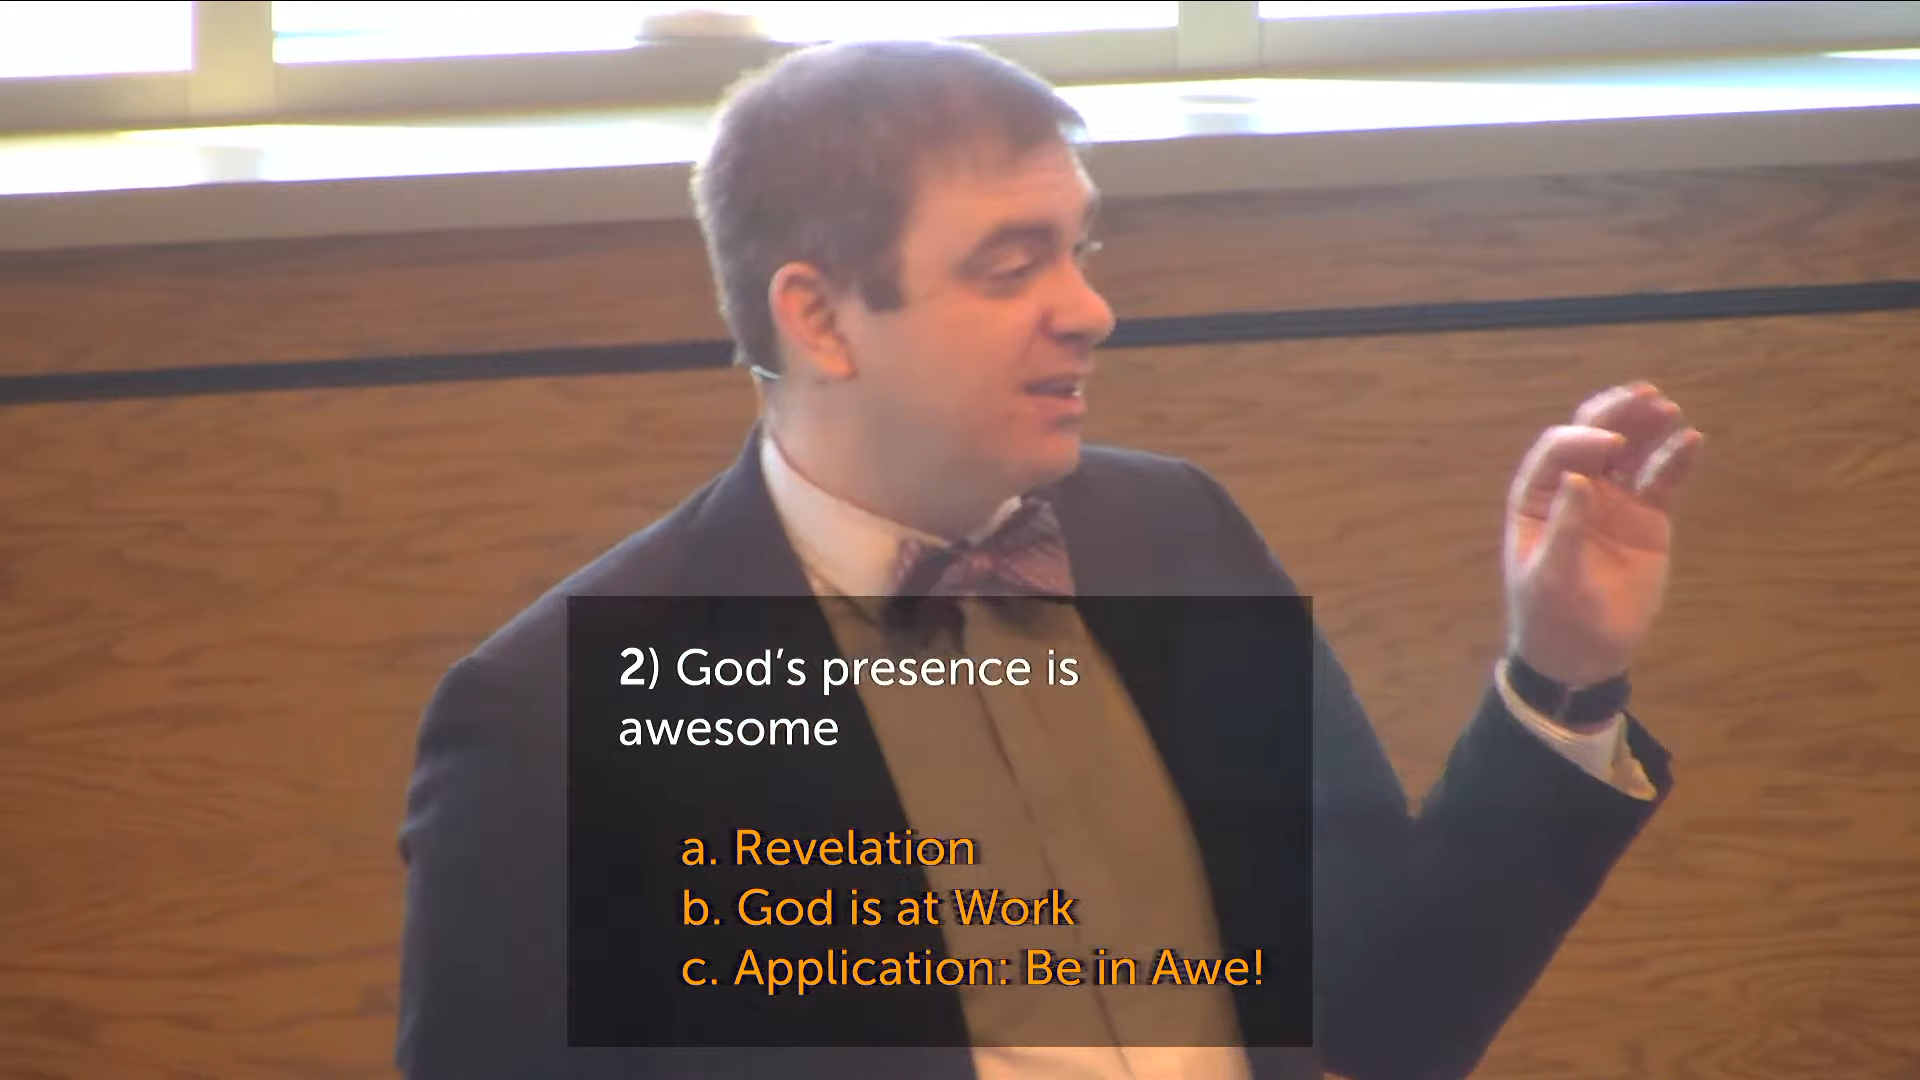 2) God's presence is
awesome
a. Revelation
b. God is at Work
c. Application: Be in Awe!